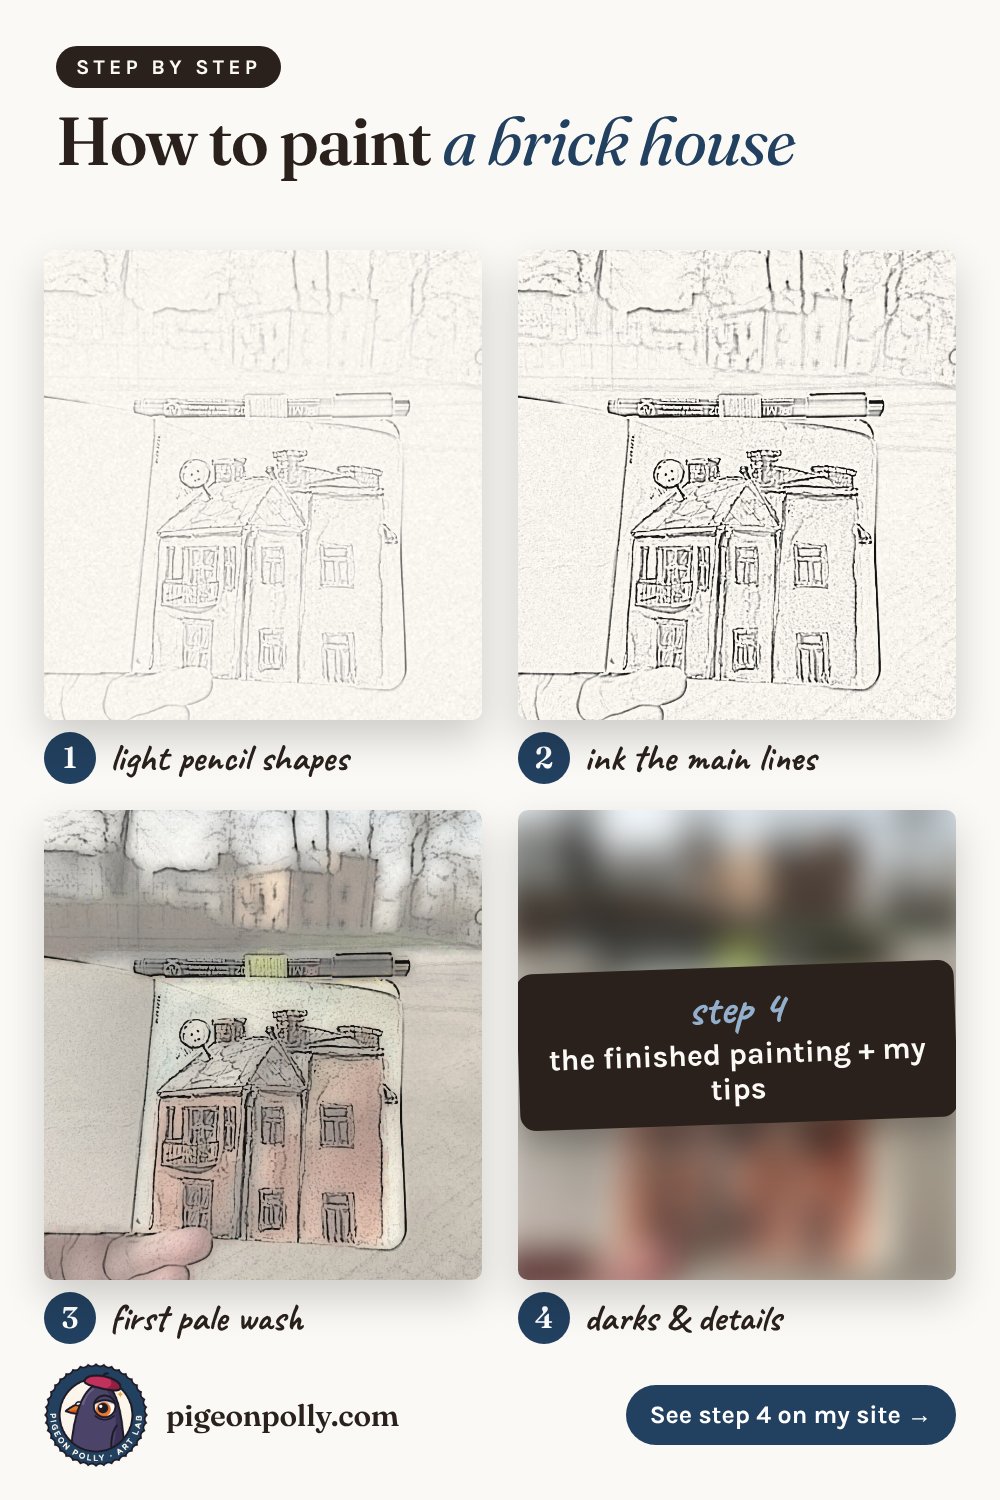 STEP BY STEP
How to paint a brick house
1 light pencil shapes
2 ink the main lines
step 4
the finished painting + my
tips
3 first pale wash
4 darks & details
PIGEON POLLY · ART LAB
pigeonpolly.com
See step 4 on my site →